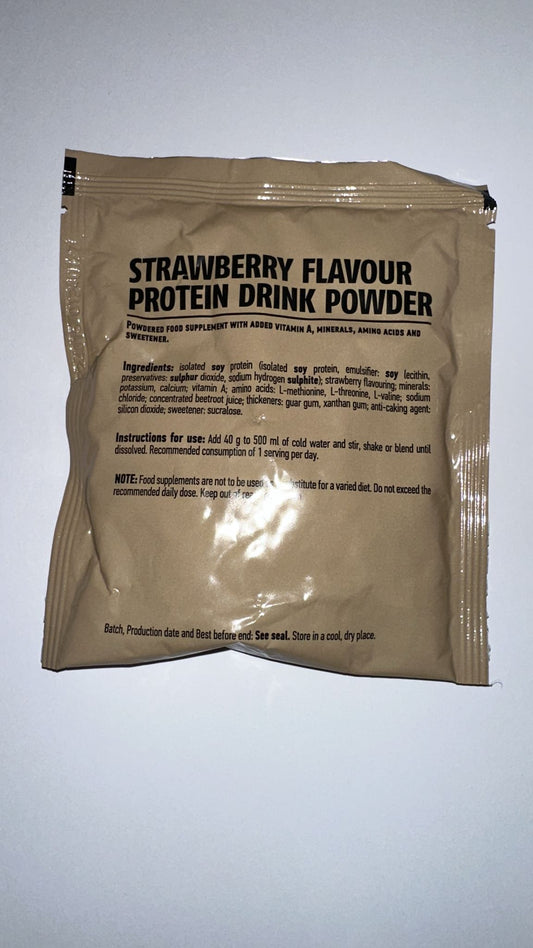 STRAWBERRY FLAVOUR
PROTEIN DRINK POWDER
POWDERED FOOD SUPPLEMENT WITH ADDED VITAMIN A, MINERALS, AMINO ACIDS AND
SWEETENER.
Ingredients: isolated soy protein (isolated soy protein, emulsifier: soy lecithin,
preservatives: sulphur dioxide, sodium hydrogen sulphite); strawberry flavouring; minerals:
potassium, calcium; vitamin A; amino acids: L-methionine, L-threonine, L-valine; sodium
chloride; concentrated beetroot juice; thickeners: guar gum, xanthan gum; anti-caking agent:
silicon dioxide; sweetener: sucralose.
Instructions for use: Add 40 g to 500 ml of cold water and stir, shake or blend until
dissolved. Recommended consumption of 1 serving per day.
NOTE: Food supplements are not to be used for a varied diet. Do not exceed the
recommended daily dose. Keep out of
Batch, Production date and Best before end: See seal. Store in a cool, dry place.